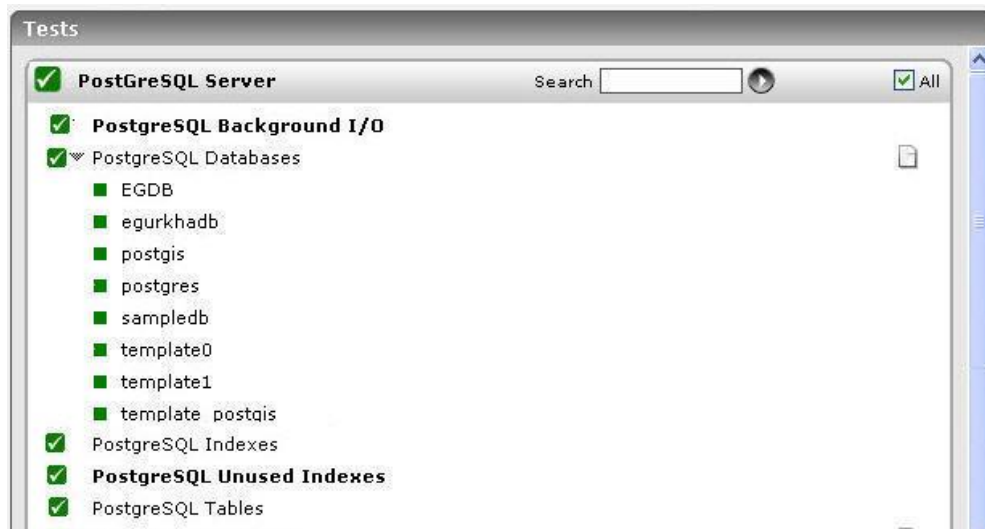 Tests
PostGreSQL Server Search All
PostgreSQL Background I/O
PostgreSQL Databases
EGDB
egurkhadb
postgis
postgres
sampledb
template0
template1
template_postgis
PostgreSQL Indexes
PostgreSQL Unused Indexes
PostgreSQL Tables